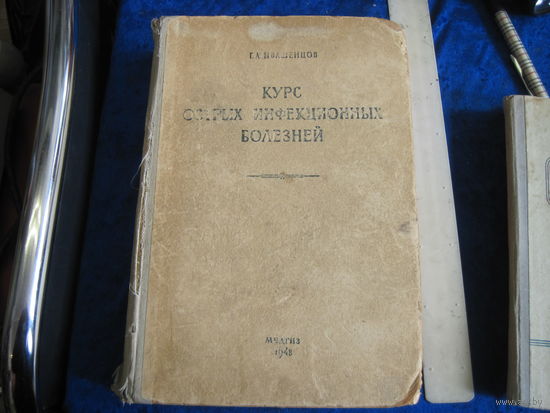 Г.А.ИВАШЕНЦОВ
КУРС
ОСТРЫХ ИНФЕКЦИОННЫХ
БОЛЕЗНЕЙ
МЕДГИЗ
1948